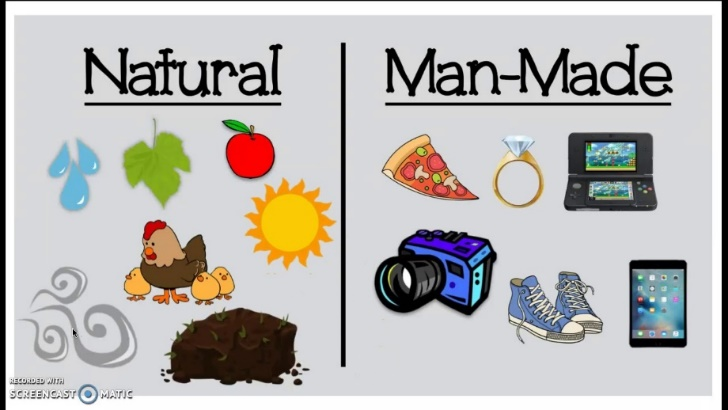 Natural
Man-Made
RECORDED WITH
SCREENCAST MATIC